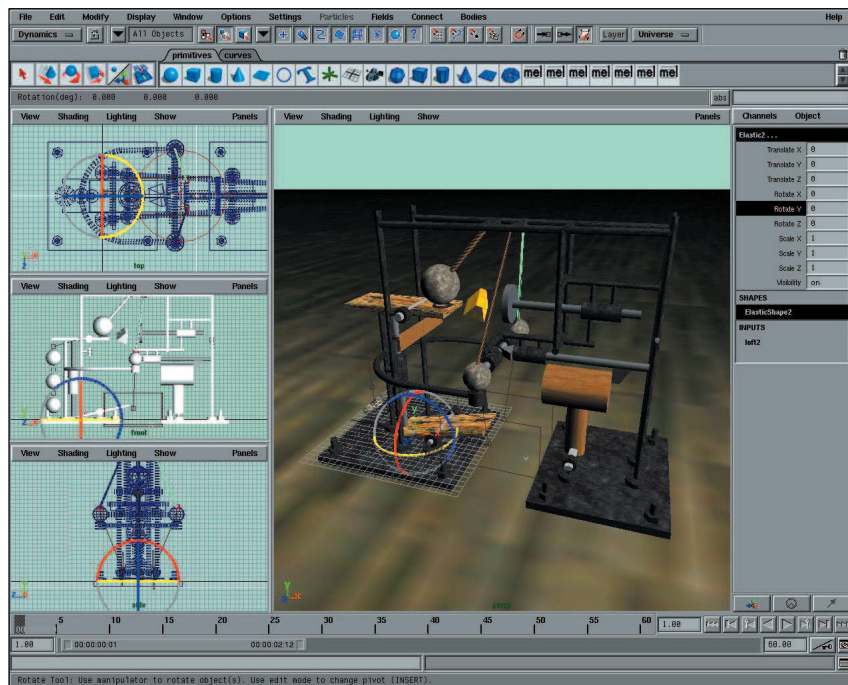 File Edit Modify Display Window Options Settings Particles Fields Connect Bodies Help
Dynamics All Objects Layer Universe
primitives curves
mel mel mel mel mel mel mel
Rotation(deg): 0.000 0.000 0.000 abs
View Shading Lighting Show Panels
top
View Shading Lighting Show Panels
front
View Shading Lighting Show Panels
side
View Shading Lighting Show Panels
persp
Channels Object
Elastic2 ...
Translate X 0
Translate Y 0
Translate Z 0
Rotate X 0
Rotate Y 0
Rotate Z 0
Scale X 1
Scale Y 1
Scale Z 1
Visibility on
SHAPES
ElasticShape2
INPUTS
left2
5 10 15 20 25 30 35 40 45 50 55 60 1.00
1.00 00:00:00:01 00:00:02:12 60.00
Rotate Tool: Use manipulator to rotate object(s). Use edit mode to change pivot (INSERT).